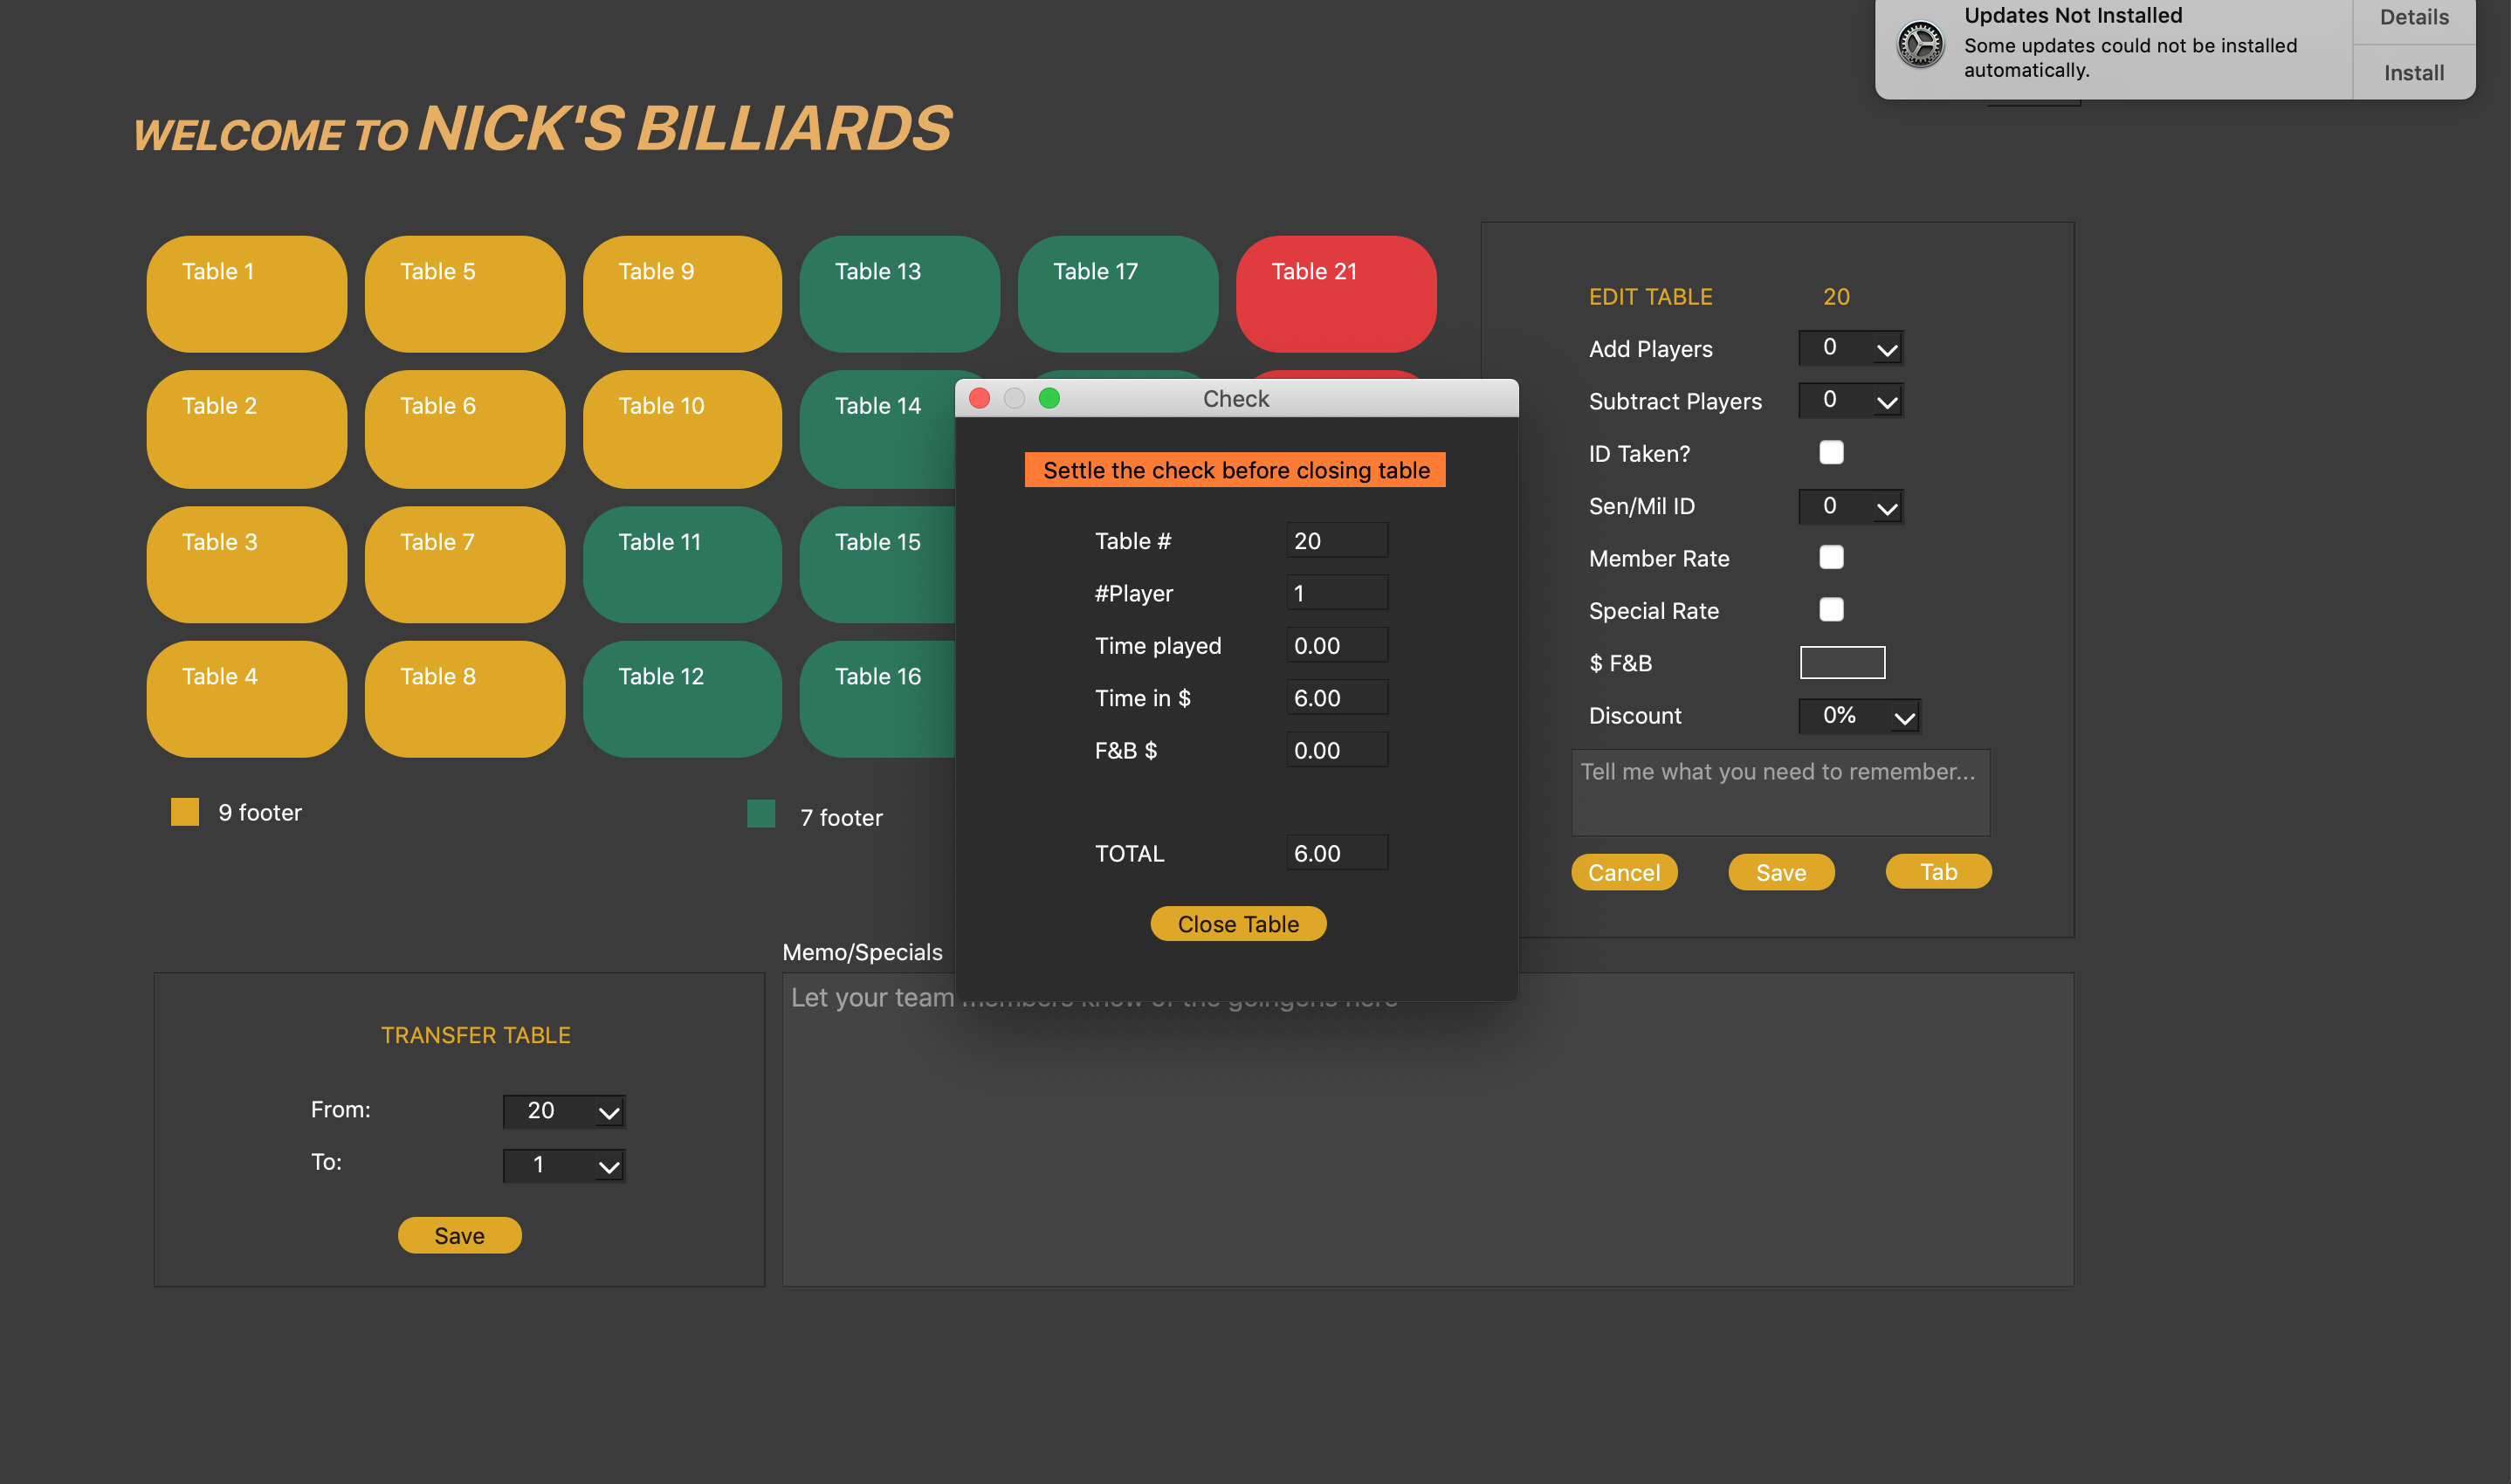 Updates Not Installed
Some updates could not be installed
automatically.
Details
Install
WELCOME TO NICK'S BILLIARDS
Table 1
Table 5
Table 9
Table 13
Table 17
Table 21
Table 2
Table 6
Table 10
Table 14
Table 3
Table 7
Table 11
Table 15
Table 4
Table 8
Table 12
Table 16
9 footer
7 footer
Check
Settle the check before closing table
Table # 20
#Player 1
Time played 0.00
Time in $ 6.00
F&B $ 0.00
TOTAL 6.00
Close Table
EDIT TABLE 20
Add Players 0
Subtract Players 0
ID Taken?
Sen/Mil ID 0
Member Rate
Special Rate
$ F&B
Discount 0%
Tell me what you need to remember...
Cancel
Save
Tab
TRANSFER TABLE
From: 20
To: 1
Save
Memo/Specials
Let your team members know of the goingons here